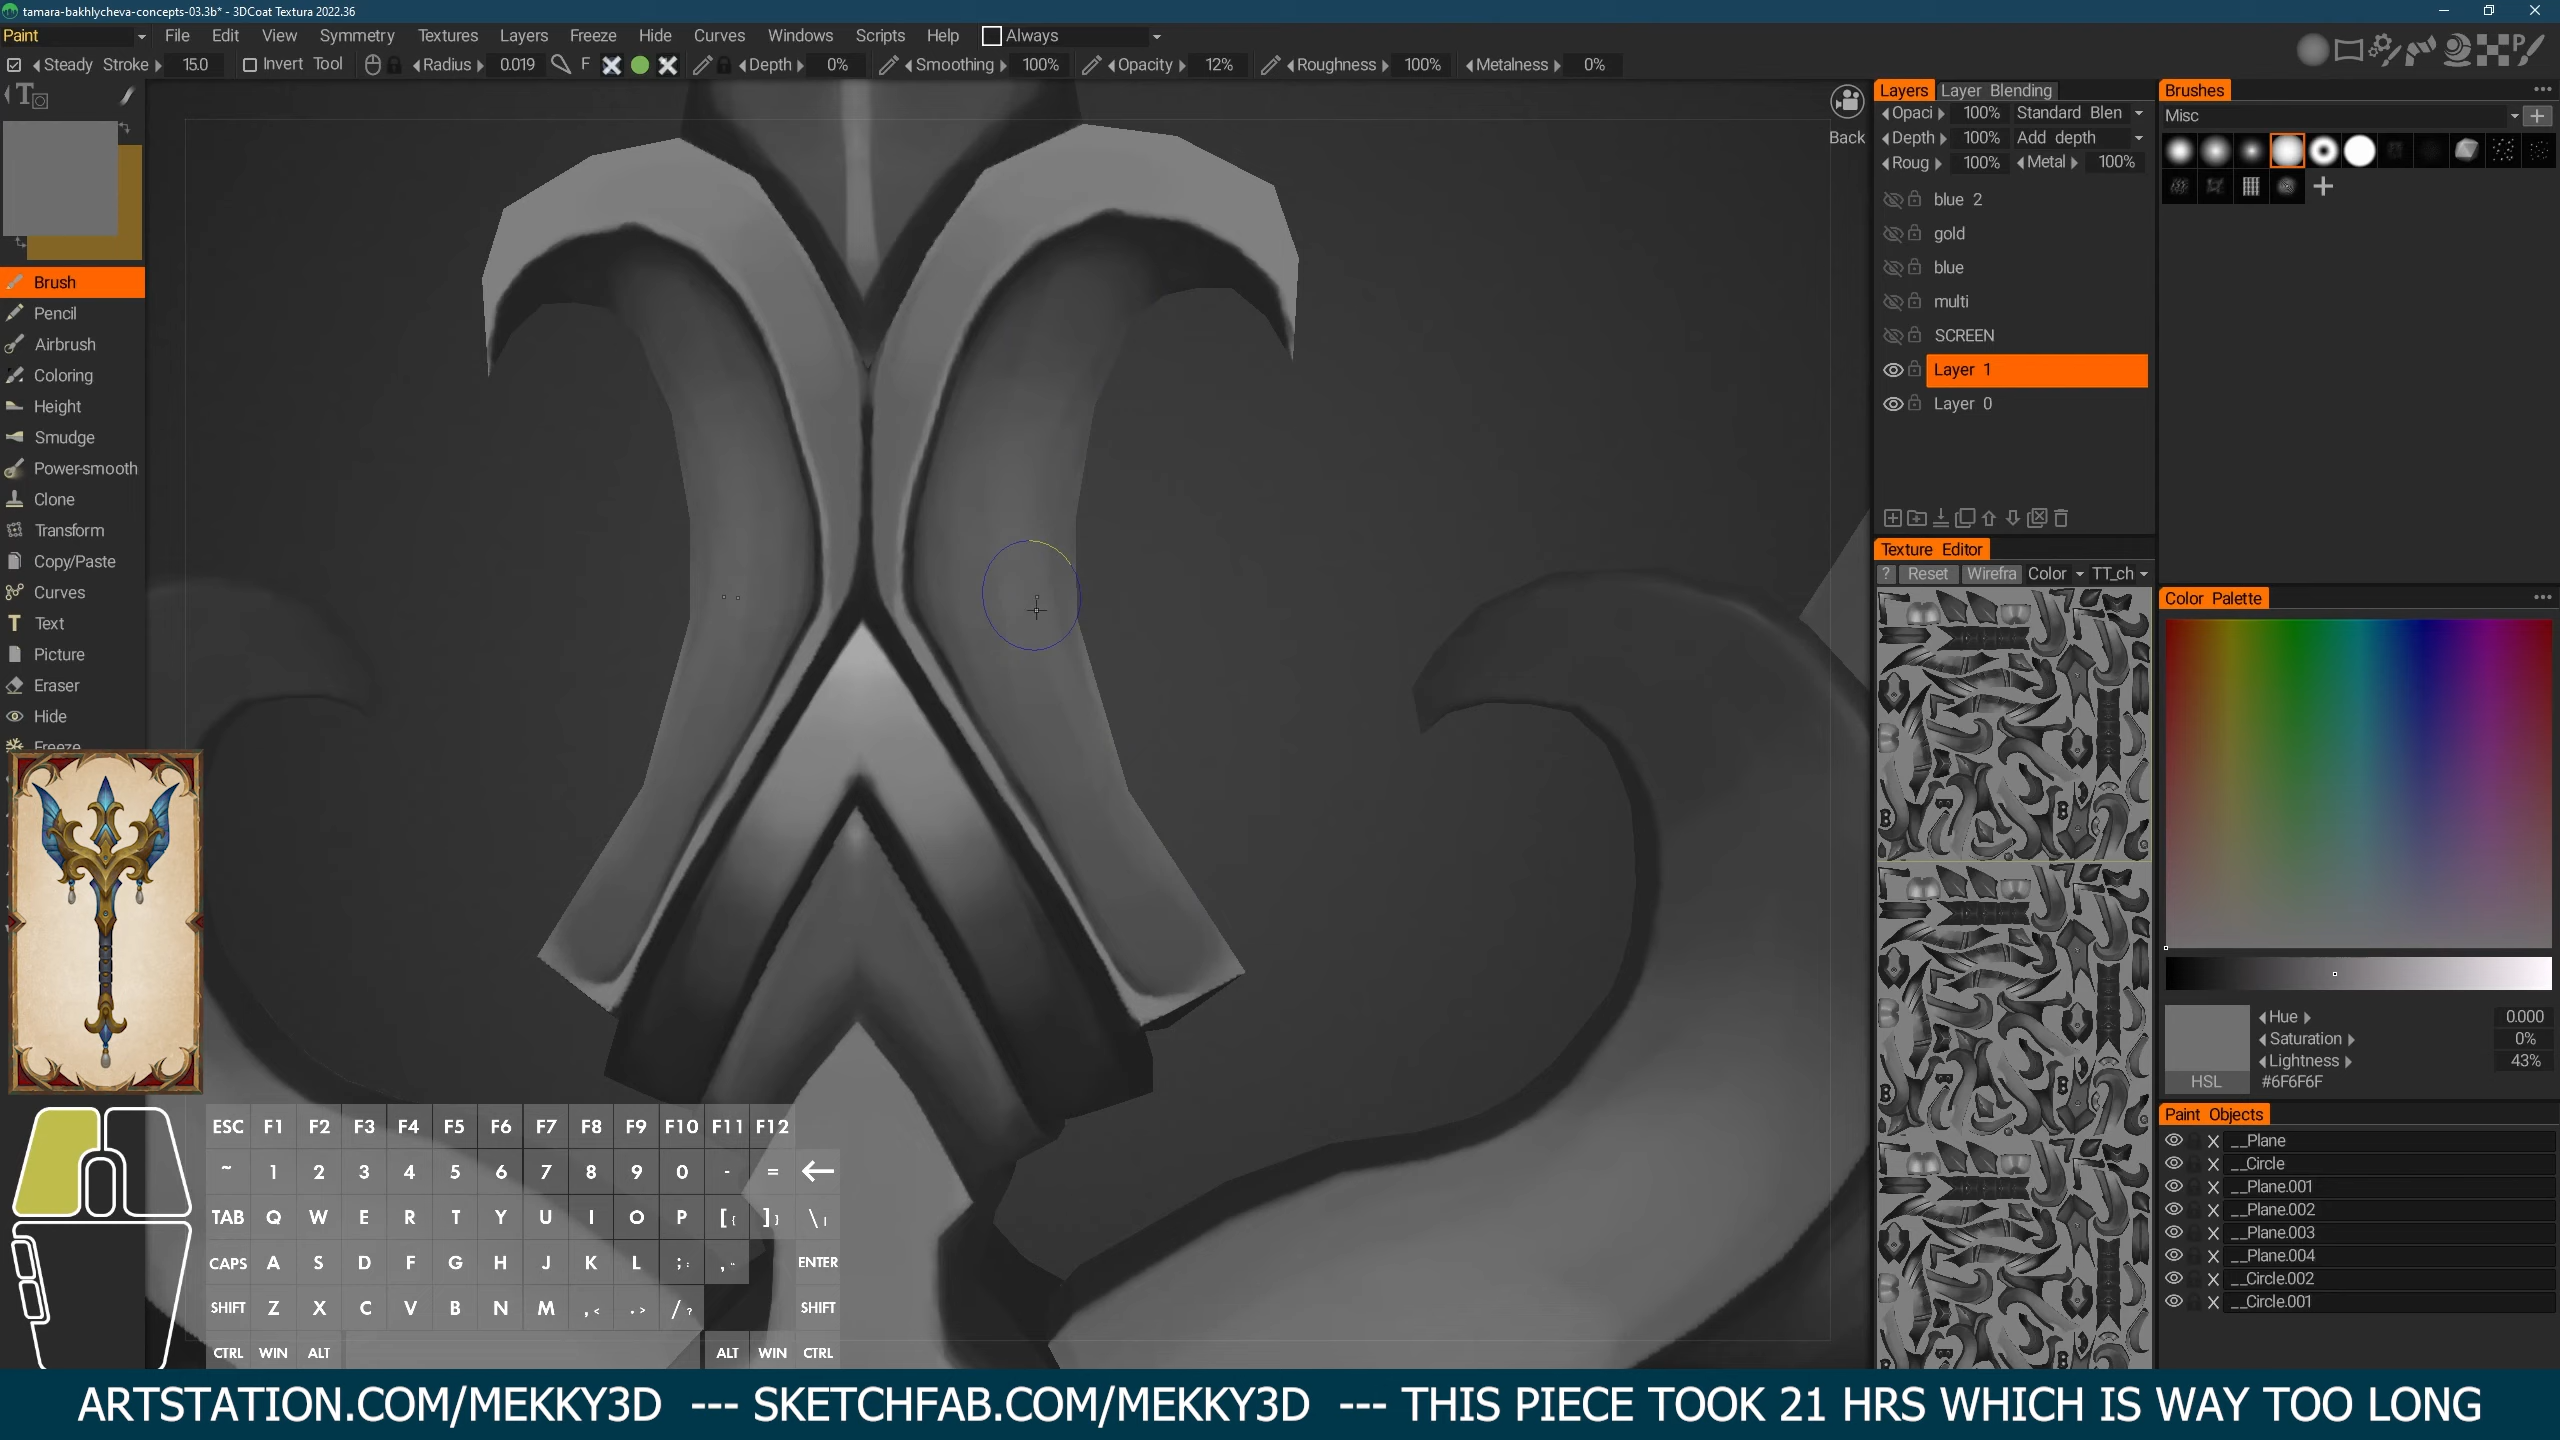 tamara-bakhlycheva-concepts-03.3b* - 3DCoat Textura 2022.36
Paint File Edit View Symmetry Textures Layers Freeze Hide Curves Windows Scripts Help Always
Steady Stroke 15.0 Invert Tool Radius 0.019 F Depth 0% Smoothing 100% Opacity 12% Roughness 100% Metalness 0%
Back
Brush
Pencil
Airbrush
Coloring
Height
Smudge
Power-smooth
Clone
Transform
Copy/Paste
Curves
Text
Picture
Eraser
Hide
Freeze
Layers Layer Blending
Opaci 100% Standard Blen
Depth 100% Add depth
Roug 100% Metal 100%
blue 2
gold
blue
multi
SCREEN
Layer 1
Layer 0
Texture Editor
? Reset Wirefra Color TT_ch
Brushes
Misc
Color Palette
Hue 0.000
Saturation 0%
Lightness 43%
HSL #6F6F6F
Paint Objects
X __Plane
X __Circle
X __Plane.001
X __Plane.002
X __Plane.003
X __Plane.004
X __Circle.002
X __Circle.001
ESC F1 F2 F3 F4 F5 F6 F7 F8 F9 F10 F11 F12
~ 1 2 3 4 5 6 7 8 9 0 - =
TAB Q W E R T Y U I O P [ { ] } \ |
CAPS A S D F G H J K L ; : , " ENTER
SHIFT Z X C V B N M , < . > / ? SHIFT
CTRL WIN ALT ALT WIN CTRL
ARTSTATION.COM/MEKKY3D --- SKETCHFAB.COM/MEKKY3D --- THIS PIECE TOOK 21 HRS WHICH IS WAY TOO LONG